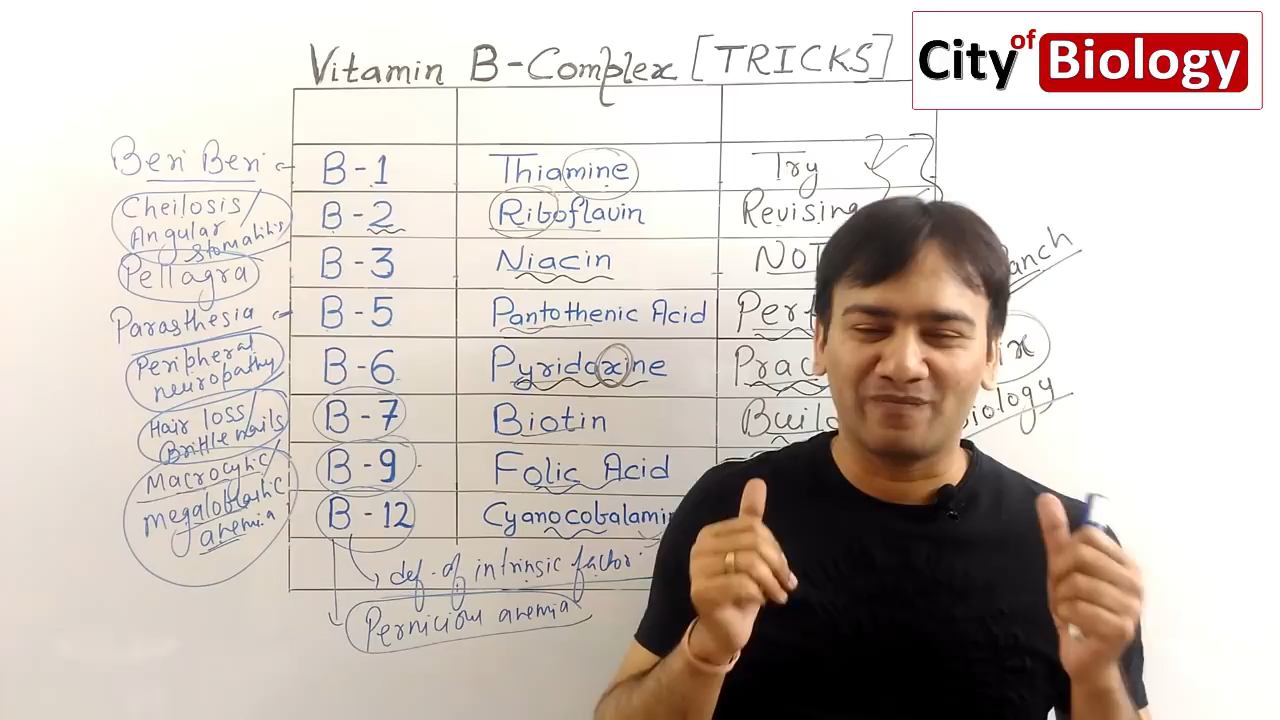 City of Biology
Vitamin B-Complex [TRICKS]
Beri Beri B-1 Thiamine Try
Cheilosis/
Angular
Stomatitis
B-2 Riboflavin Revising
Pellagra B-3 Niacin NOT
Parasthesia B-5 Pantothenic Acid
Peripheral
neuropathy
B-6 Pyridoxine
Hair loss/
Brittle nails
B-7 Biotin
Macrocytic/
megaloblastic
anemia
B-9 Folic Acid
B-12
def. of intrinsic factor
Pernicious anemia